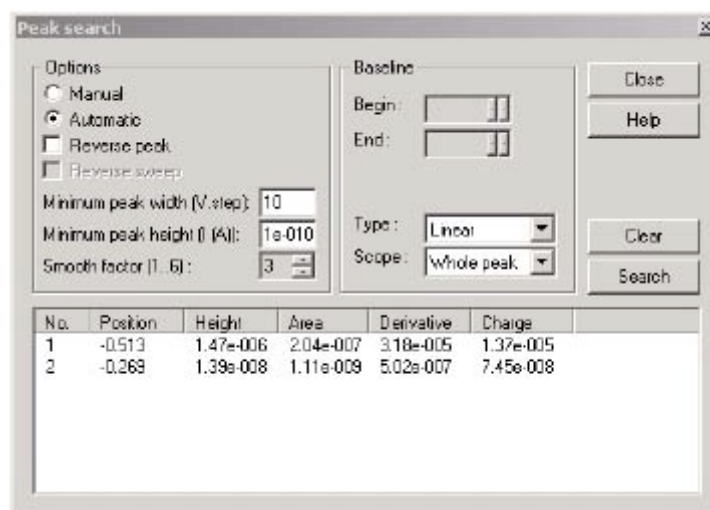 Peak search
Options
Manual
Automatic
Reverse peak
Reverse sweep
Minimum peak width (V.step): 10
Minimum peak height (I (A)): 1e-010
Smooth factor (1..6) : 3
Baseline
Begin :
End :
Type : Linear
Scope : Whole peak
Close
Help
Clear
Search
No. Position Height Area Derivative Charge
1 -0.513 1.47e-006 2.04e-007 3.18e-005 1.37e-005
2 -0.269 1.39e-008 1.11e-009 5.02e-007 7.45e-008